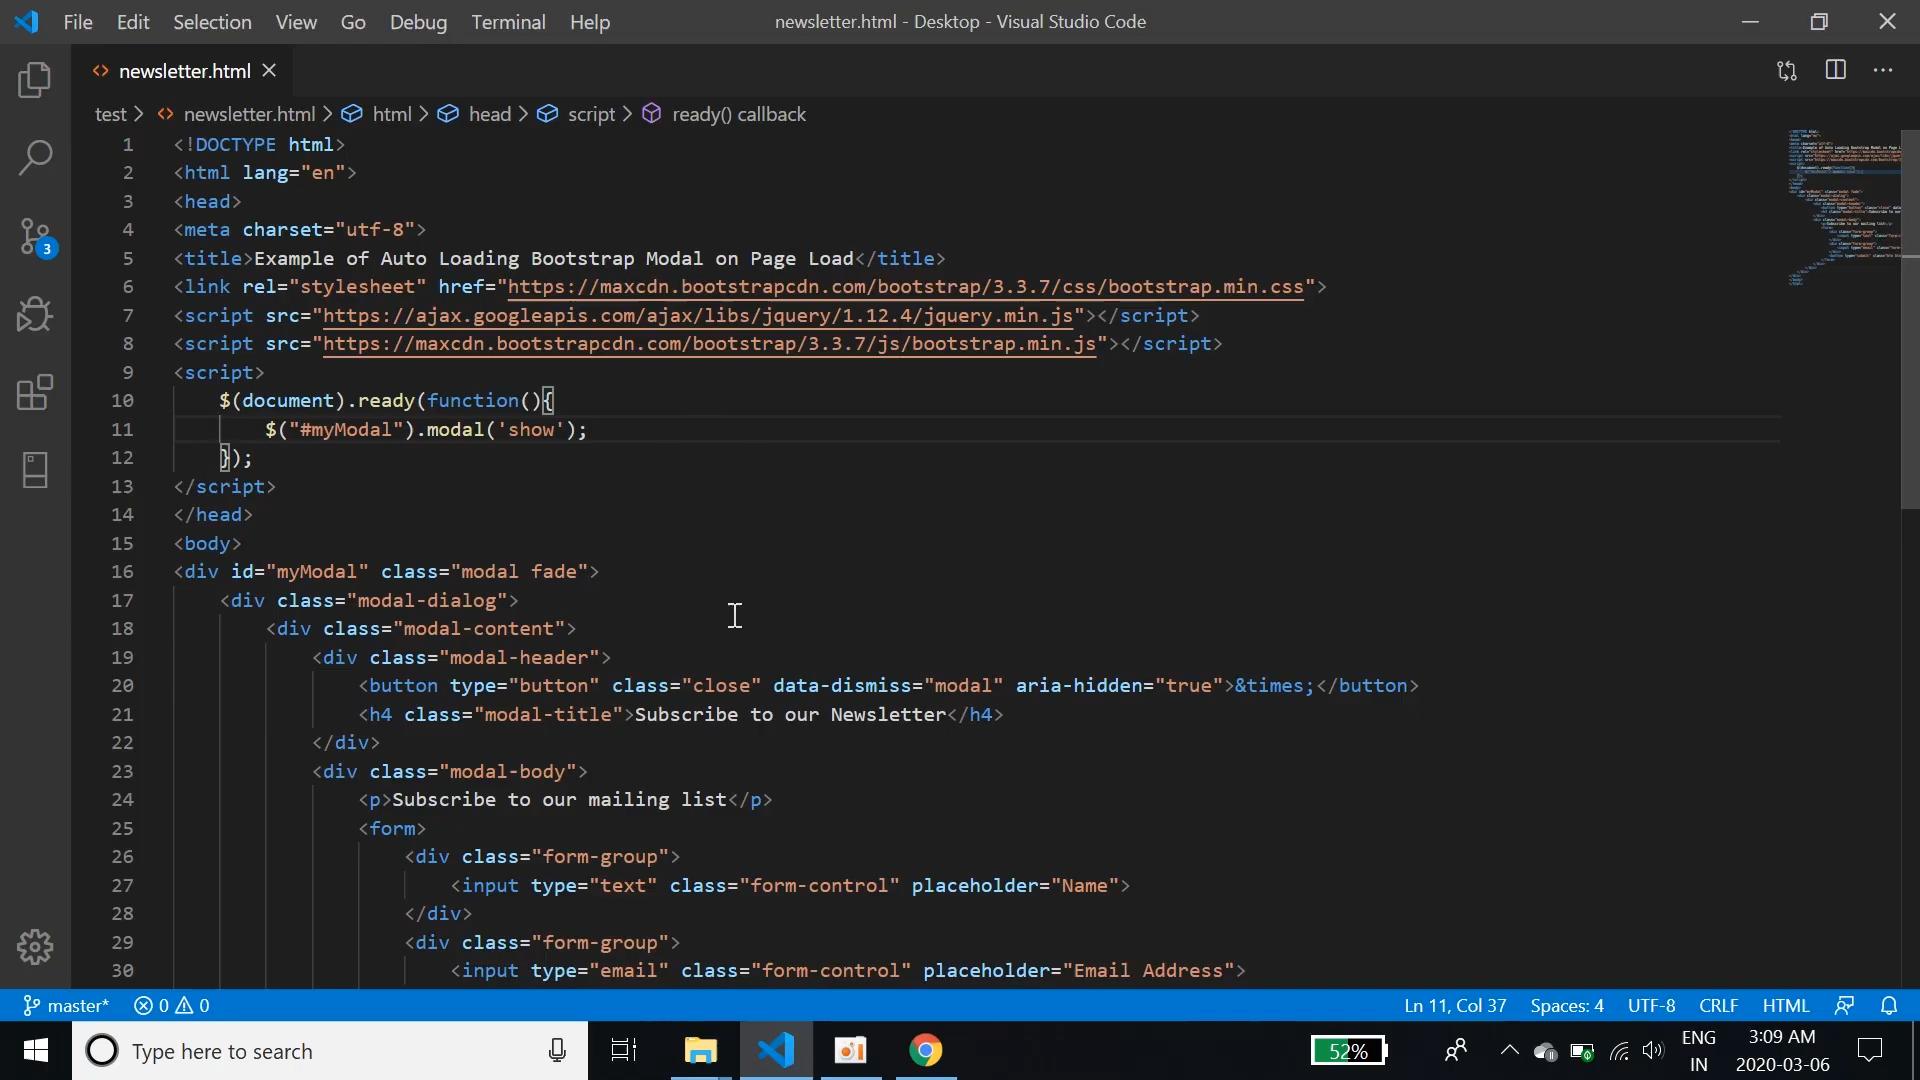 File Edit Selection View Go Debug Terminal Help newsletter.html - Desktop - Visual Studio Code
newsletter.html
test > newsletter.html > html > head > script > ready() callback
1 <!DOCTYPE html>
2 <html lang="en">
3 <head>
4 <meta charset="utf-8">
5 <title>Example of Auto Loading Bootstrap Modal on Page Load</title>
6 <link rel="stylesheet" href="https://maxcdn.bootstrapcdn.com/bootstrap/3.3.7/css/bootstrap.min.css">
7 <script src="https://ajax.googleapis.com/ajax/libs/jquery/1.12.4/jquery.min.js"></script>
8 <script src="https://maxcdn.bootstrapcdn.com/bootstrap/3.3.7/js/bootstrap.min.js"></script>
9 <script>
10 $(document).ready(function(){
11 $("#myModal").modal('show');
12 });
13 </script>
14 </head>
15 <body>
16 <div id="myModal" class="modal fade">
17 <div class="modal-dialog">
18 <div class="modal-content">
19 <div class="modal-header">
20 <button type="button" class="close" data-dismiss="modal" aria-hidden="true">&times;</button>
21 <h4 class="modal-title">Subscribe to our Newsletter</h4>
22 </div>
23 <div class="modal-body">
24 <p>Subscribe to our mailing list</p>
25 <form>
26 <div class="form-group">
27 <input type="text" class="form-control" placeholder="Name">
28 </div>
29 <div class="form-group">
30 <input type="email" class="form-control" placeholder="Email Address">
3
master* 0 0 Ln 11, Col 37 Spaces: 4 UTF-8 CRLF HTML
Type here to search 52% ENG IN 3:09 AM 2020-03-06